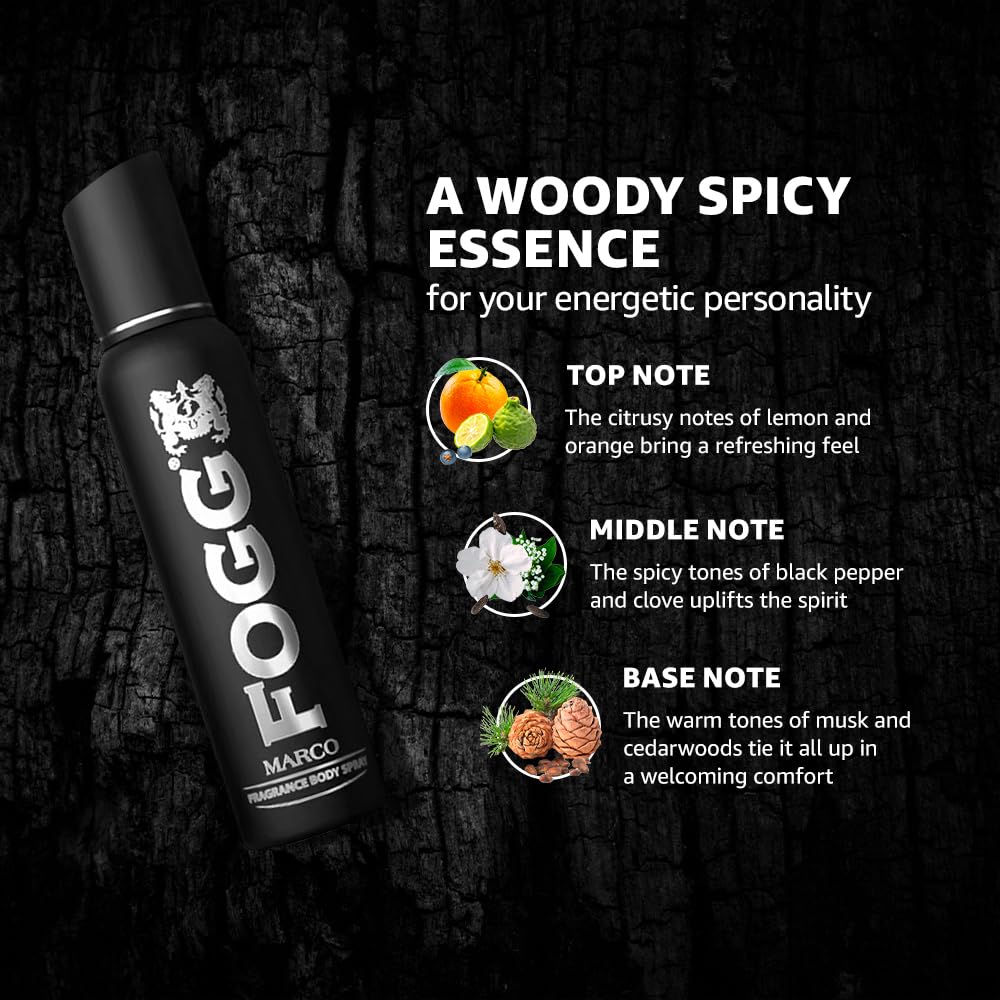 A WOODY SPICY
ESSENCE
for your energetic personality
TOP NOTE
The citrusy notes of lemon and
orange bring a refreshing feel
MIDDLE NOTE
The spicy tones of black pepper
and clove uplifts the spirit
BASE NOTE
The warm tones of musk and
cedarwoods tie it all up in
a welcoming comfort
FOGG®
MARCO
FRAGRANCE BODY SPRAY